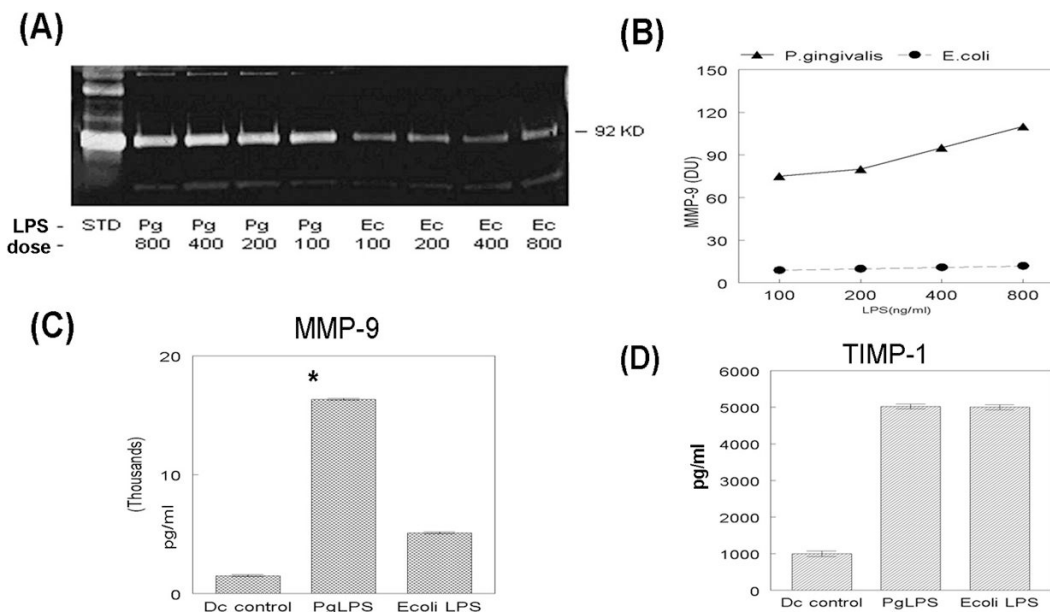 (A)
92 KD
LPS - STD Pg Pg Pg Pg Ec Ec Ec Ec
dose - 800 400 200 100 100 200 400 800
(B)
P.gingivalis E.coli
150
120
90
60
30
0
MMP-9 (DU)
100 200 400 800
LPS(ng/ml)
(C)
MMP-9
20
10
0
(Thousands)
pg/ml
*
Dc control PgLPS Ecoli LPS
(D)
TIMP-1
6000
5000
4000
3000
2000
1000
0
pg/ml
Dc control PgLPS Ecoli LPS